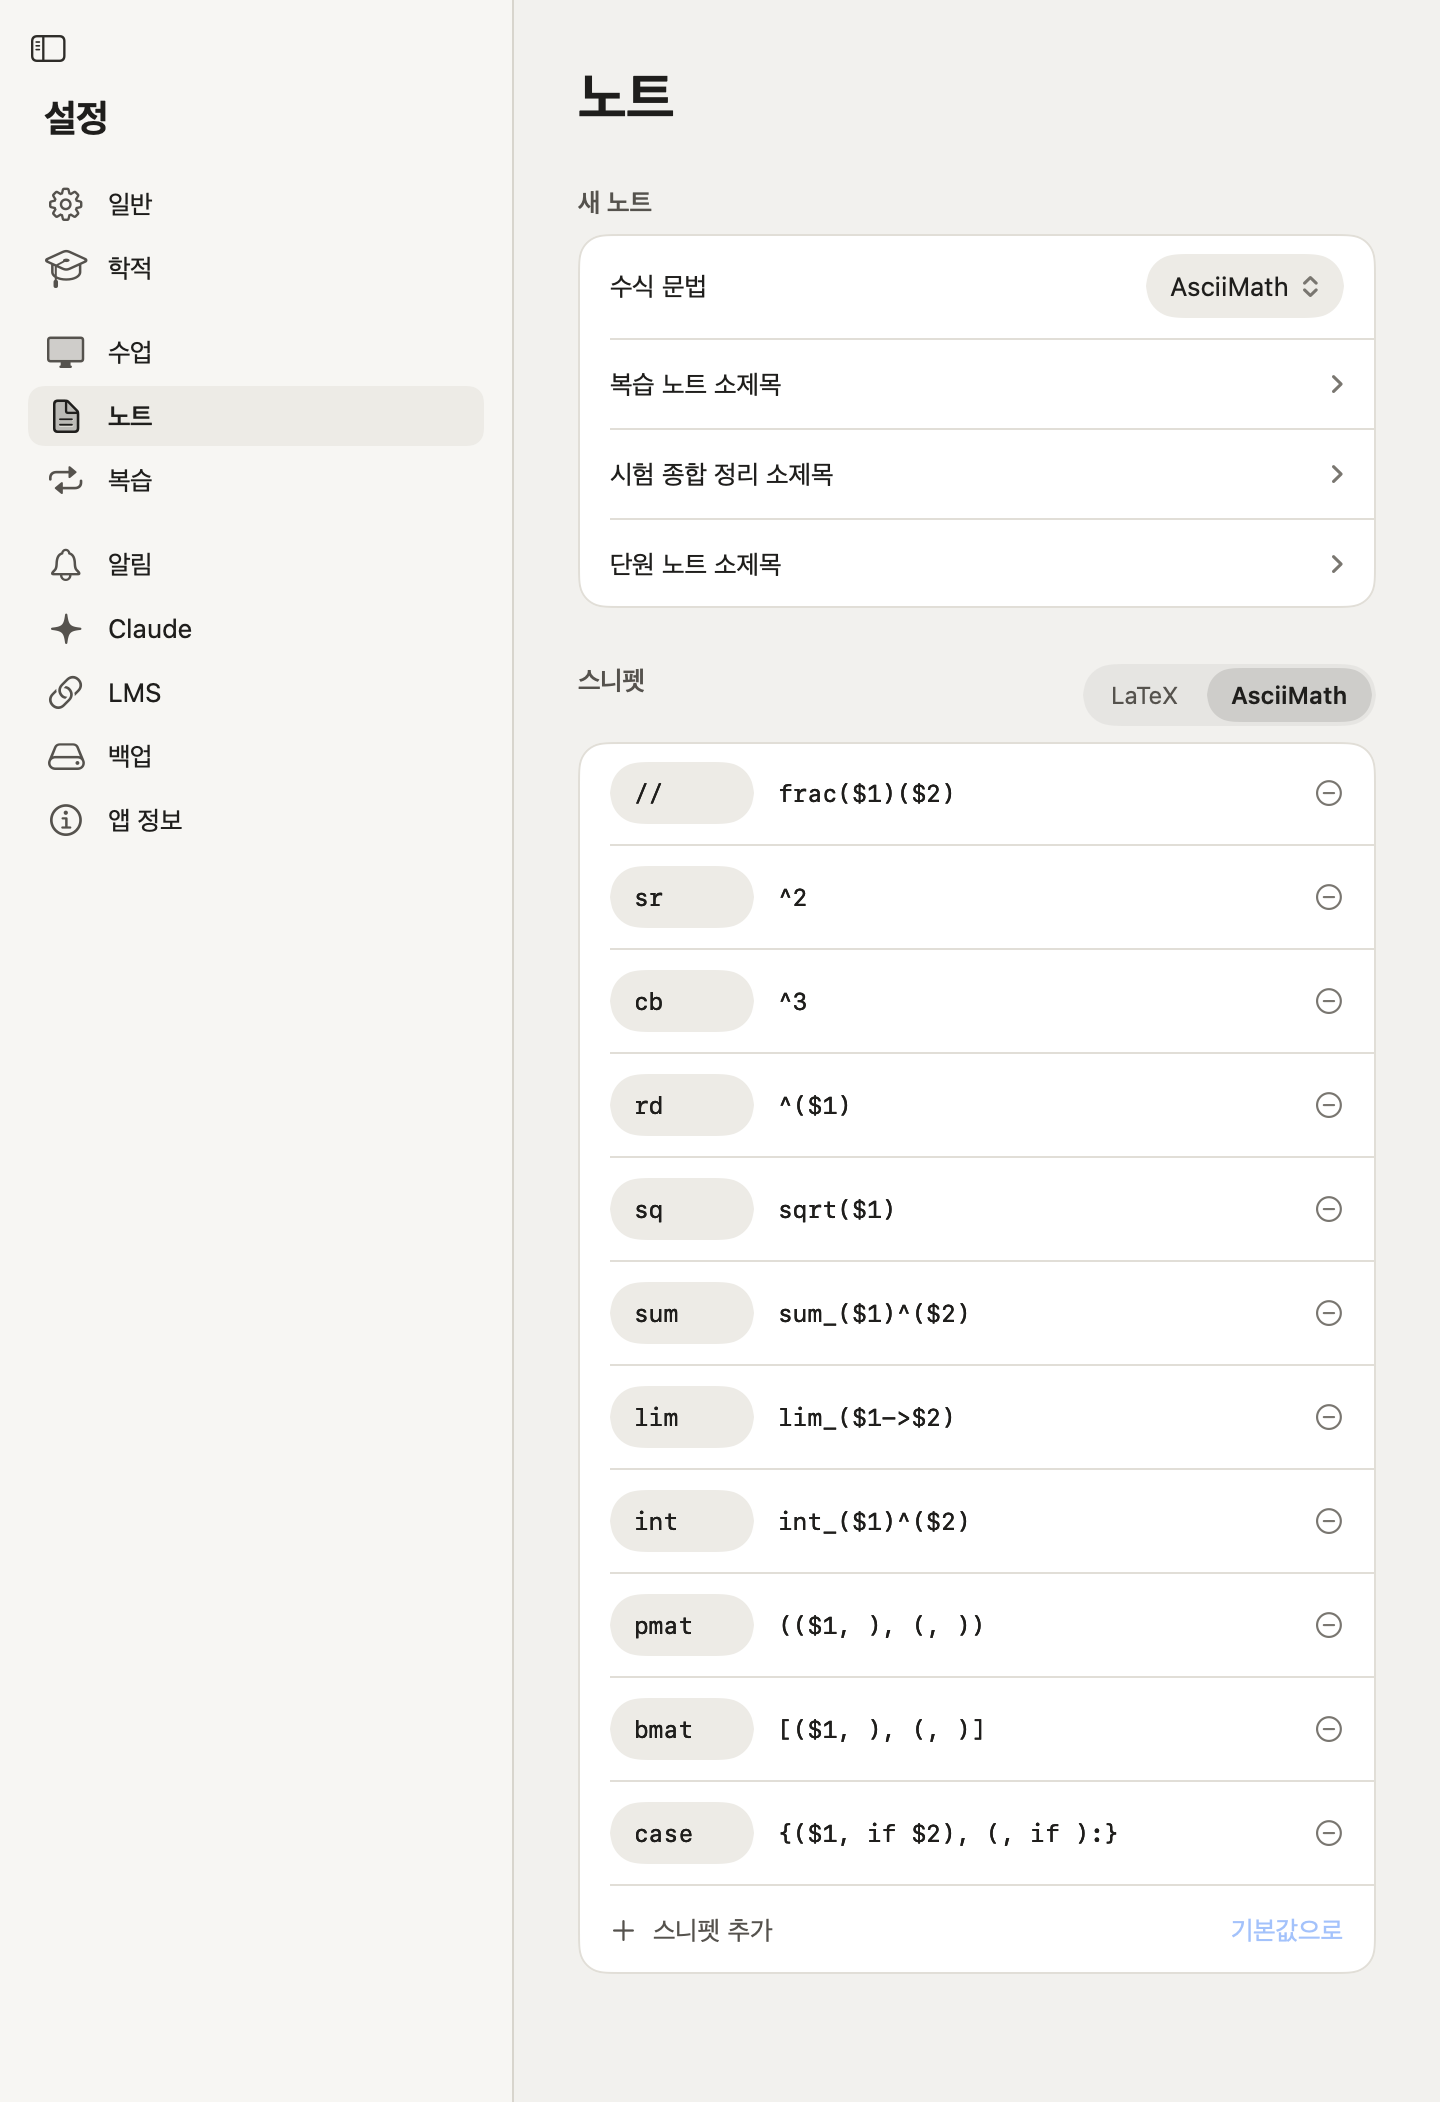 설정
일반
학적
수업
노트
복습
알림
Claude
LMS
백업
앱 정보
노트
새 노트
수식 문법 AsciiMath
복습 노트 소제목
시험 종합 정리 소제목
단원 노트 소제목
스니펫 LaTeX AsciiMath
// frac($1)($2)
sr ^2
cb ^3
rd ^($1)
sq sqrt($1)
sum sum_($1)^($2)
lim lim_($1->$2)
int int_($1)^($2)
pmat (($1, ), (, ))
bmat [($1, ), (, )]
case {($1, if $2), (, if ):}
+ 스니펫 추가 기본값으로